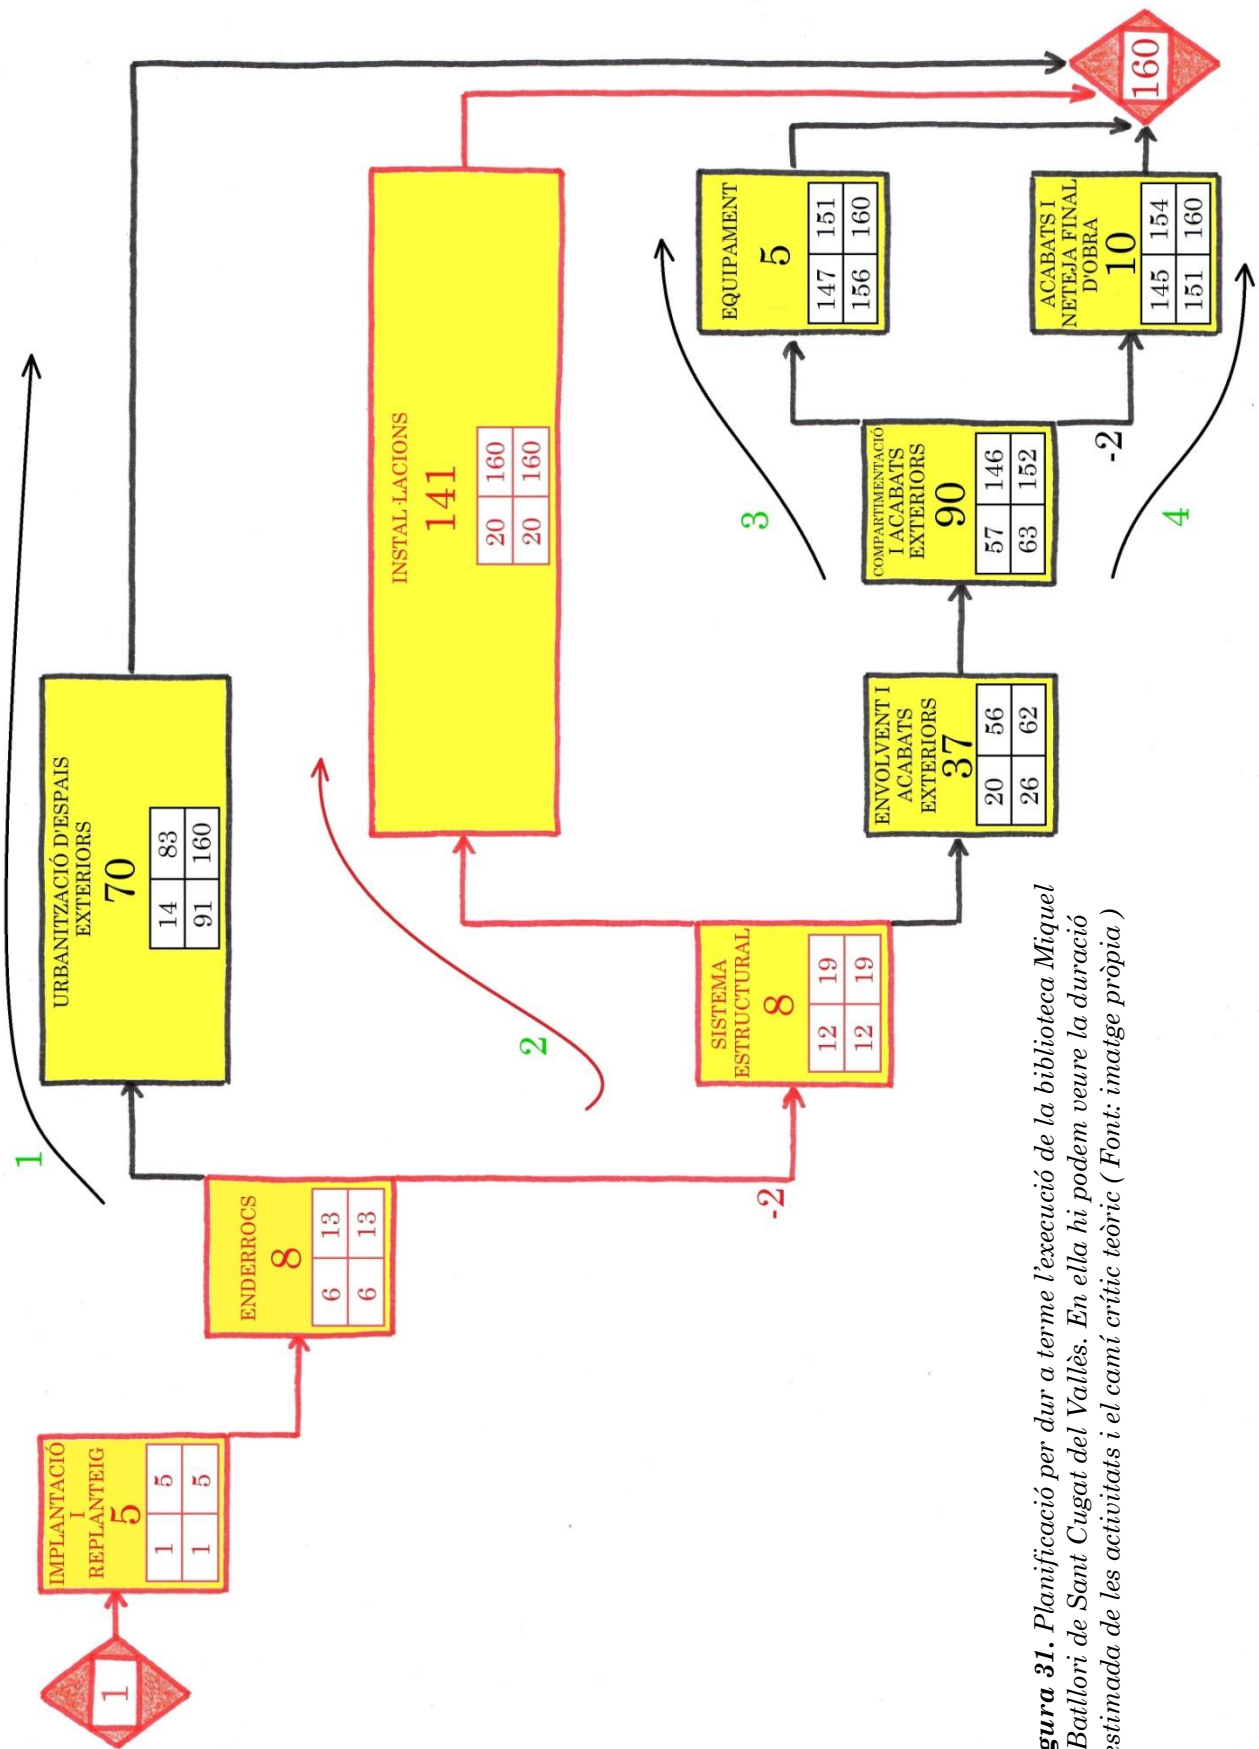 1
IMPLANTACIÓ
I
REPLANTEIG
5
1 5
1 5
ENDERROCS
8
6 13
6 13
1
URBANITZACIÓ D'ESPAIS
EXTERIORS
70
14 83
91 160
-2
2
SISTEMA
ESTRUCTURAL
8
12 19
12 19
INSTAL·LACIONS
141
20 160
20 160
ENVOLVENT I
ACABATS
EXTERIORS
37
20 56
26 62
COMPARTIMENTACIÓ
I ACABATS
EXTERIORS
90
57 146
63 152
3
EQUIPAMENT
5
147 151
156 160
-2
4
ACABATS I
NETEJA FINAL
D'OBRA
10
145 154
151 160
160
gura 31. Planificació per dur a terme l'execució de la biblioteca Miquel
Batllori de Sant Cugat del Vallès. En ella hi podem veure la duració
estimada de les activitats i el camí crític teòric ( Font: imatge pròpia )